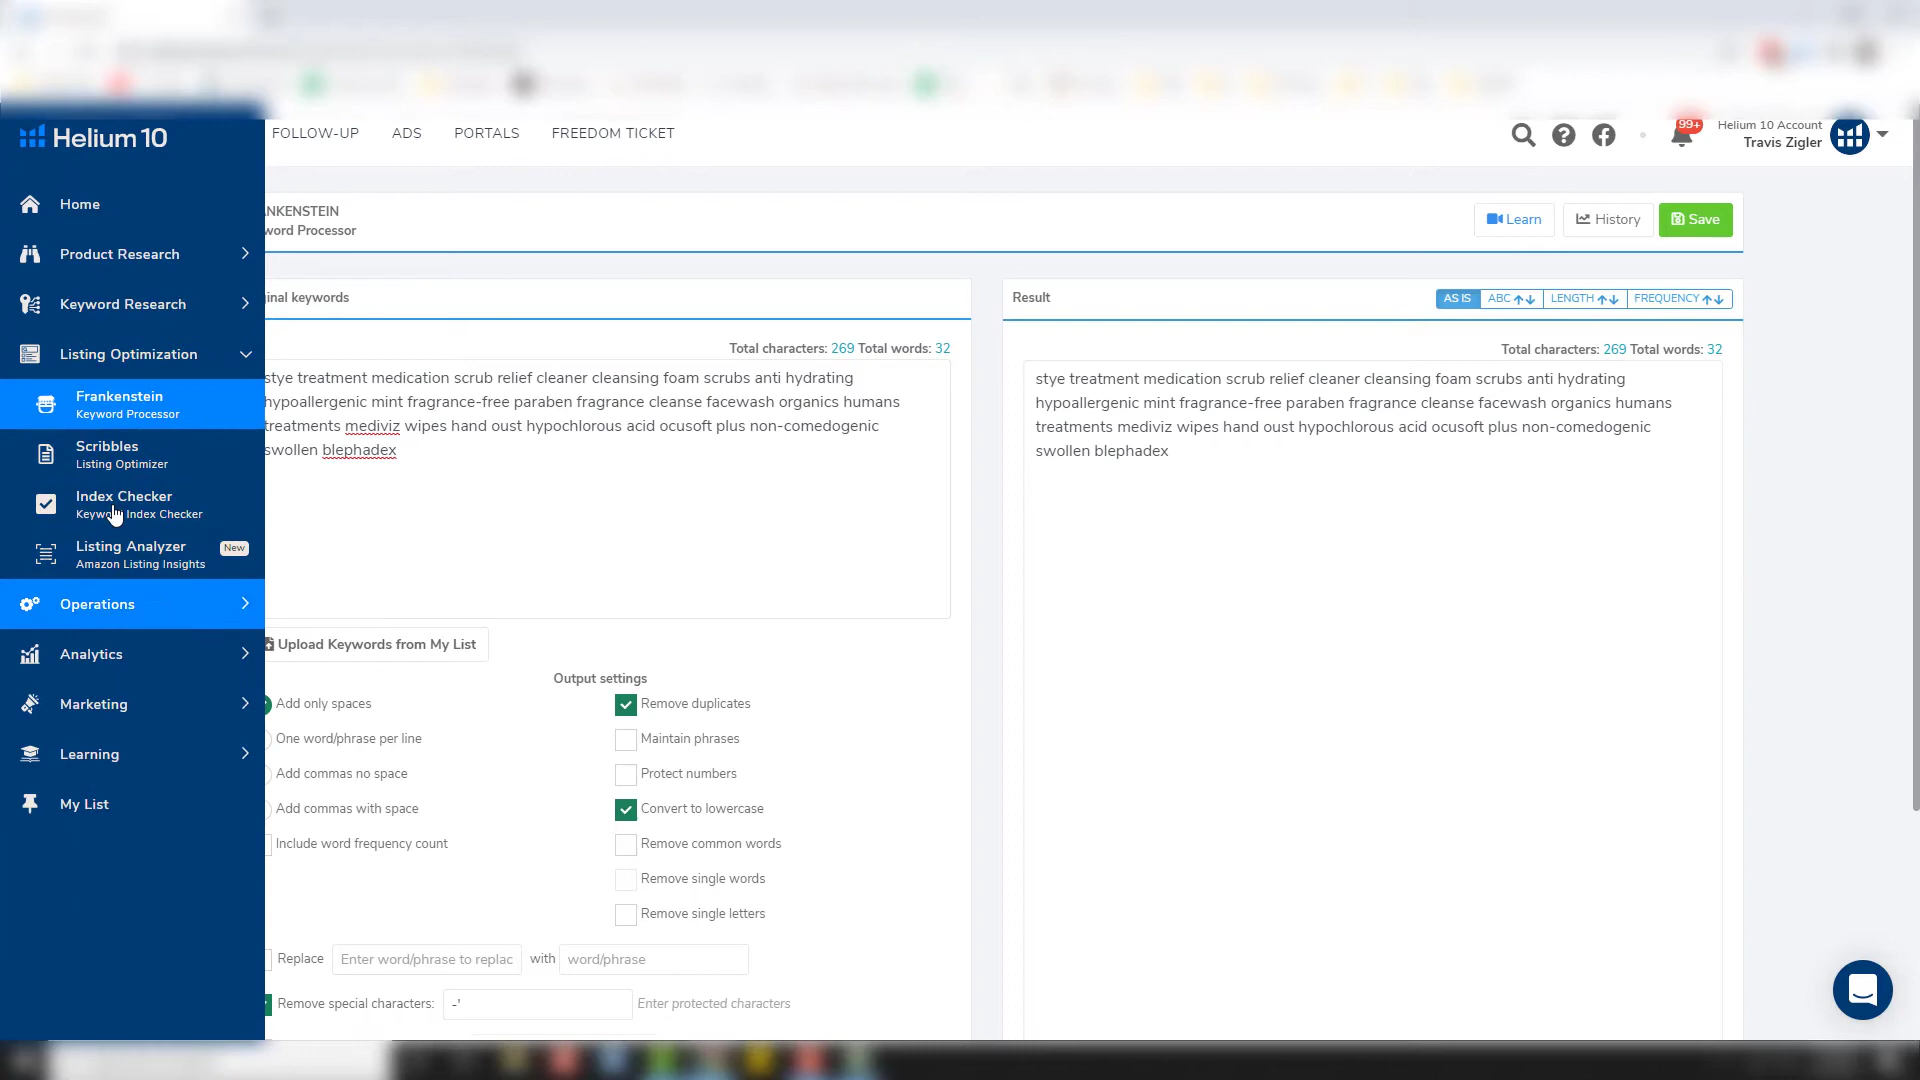 Helium 10
FOLLOW-UP ADS PORTALS FREEDOM TICKET
99+
Helium 10 Account
Travis Zigler
Home
Product Research
Keyword Research
Listing Optimization
Frankenstein
Keyword Processor
Scribbles
Listing Optimizer
Index Checker
Index Checker
Listing Analyzer New
Amazon Listing Insights
Operations
Analytics
Marketing
Learning
My List
NKENSTEIN
word Processor
Learn History Save
inal keywords
Total characters: 269 Total words: 32
stye treatment medication scrub relief cleaner cleansing foam scrubs anti hydrating
hypoallergenic mint fragrance-free paraben fragrance cleanse facewash organics humans
treatments mediviz wipes hand oust hypochlorous acid ocusoft plus non-comedogenic
swollen blephadex
Upload Keywords from My List
Output settings
Add only spaces
One word/phrase per line
Add commas no space
Add commas with space
Include word frequency count
Remove duplicates
Maintain phrases
Protect numbers
Convert to lowercase
Remove common words
Remove single words
Remove single letters
Replace Enter word/phrase to replac with word/phrase
Remove special characters: -' Enter protected characters
Result
AS IS ABC LENGTH FREQUENCY
Total characters: 269 Total words: 32
stye treatment medication scrub relief cleaner cleansing foam scrubs anti hydrating
hypoallergenic mint fragrance-free paraben fragrance cleanse facewash organics humans
treatments mediviz wipes hand oust hypochlorous acid ocusoft plus non-comedogenic
swollen blephadex